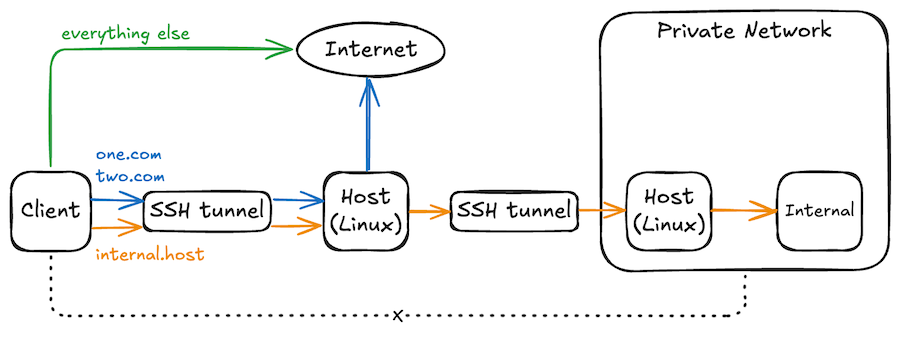 everything else
Internet
Private Network
one.com
two.com
Client
SSH tunnel
Host
(Linux)
SSH tunnel
Host
(Linux)
Internal
internal.host
x